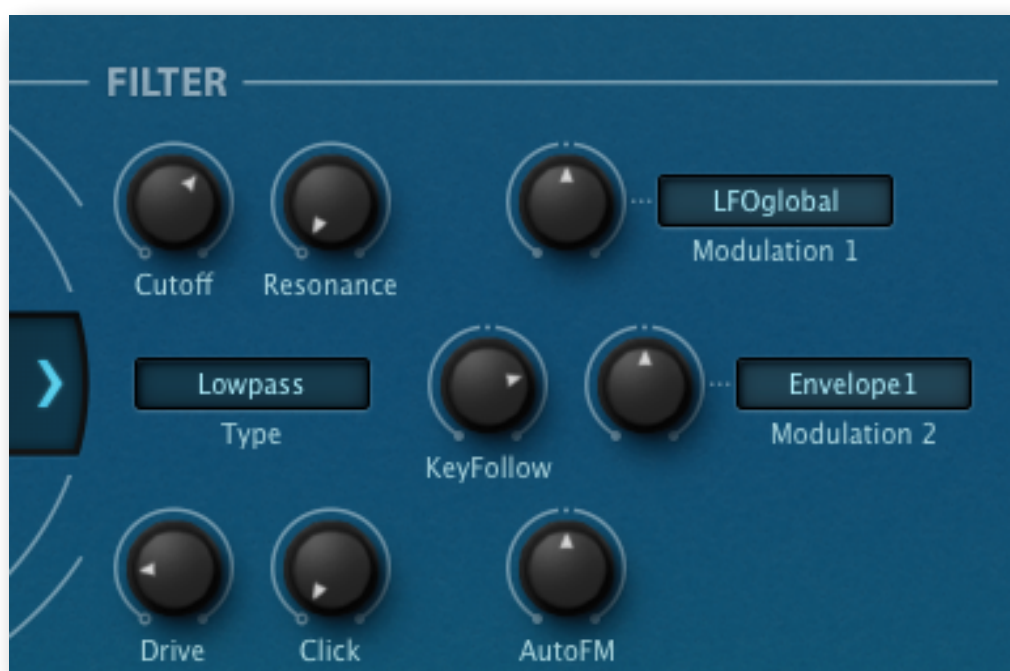 FILTER
LFOglobal
Modulation 1
Cutoff Resonance
Lowpass
Envelope1
Type
Modulation 2
KeyFollow
Drive Click AutoFM